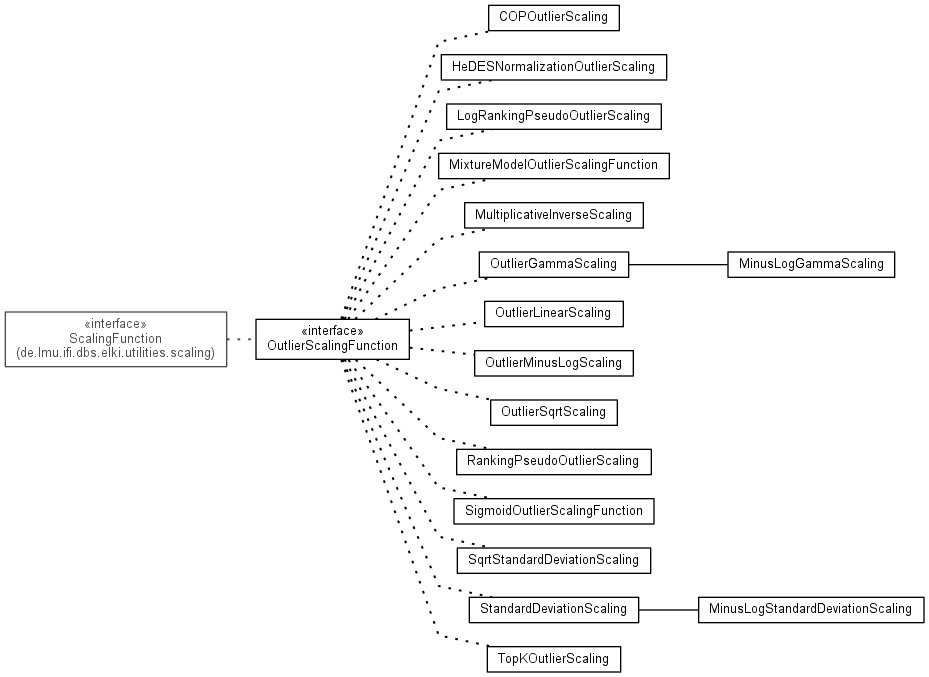 COPOutlierScaling
HeDESNormalizationOutlierScaling
LogRankingPseudoOutlierScaling
MixtureModelOutlierScalingFunction
MultiplicativeInverseScaling
OutlierGammaScaling
MinusLogGammaScaling
OutlierLinearScaling
«interface»
ScalingFunction
(de.lmu.ifi.dbs.elki.utilities.scaling)
«interface»
OutlierScalingFunction
OutlierMinusLogScaling
OutlierSqrtScaling
RankingPseudoOutlierScaling
SigmoidOutlierScalingFunction
SqrtStandardDeviationScaling
StandardDeviationScaling
MinusLogStandardDeviationScaling
TopKOutlierScaling